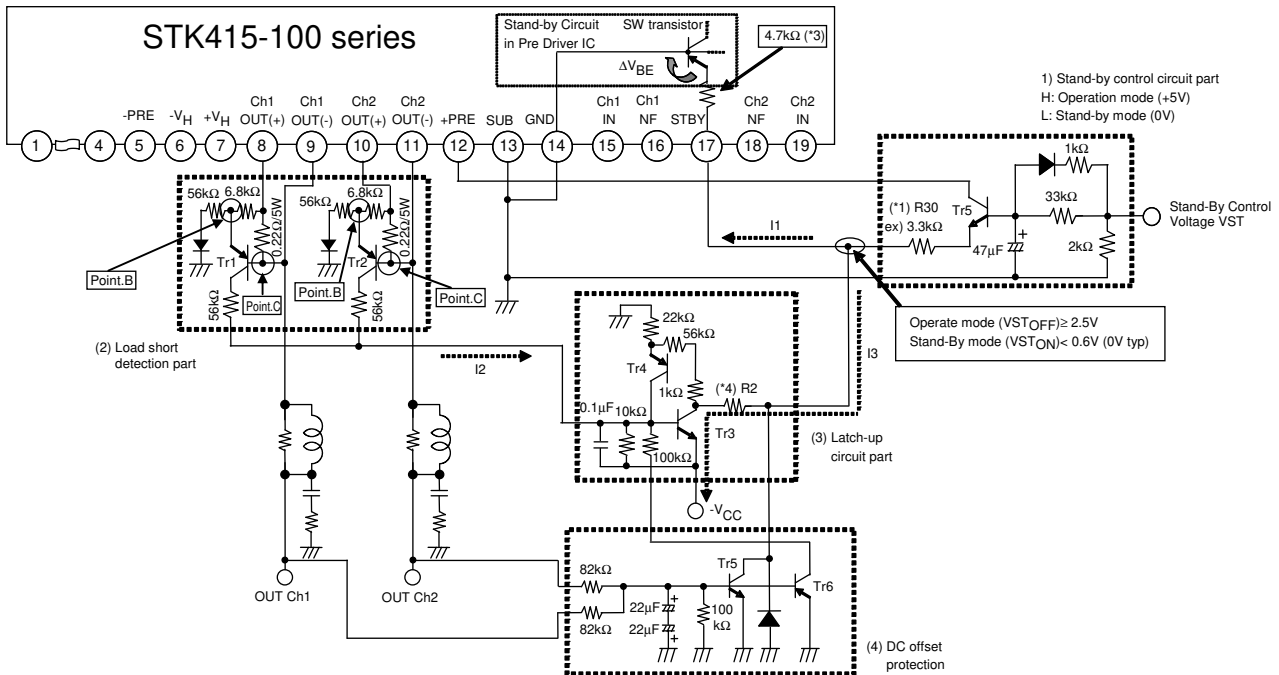 STK415-100 series
Stand-by Circuit
in Pre Driver IC
SW transistor
ΔVBE
4.7kΩ (*3)
1) Stand-by control circuit part
H: Operation mode (+5V)
L: Stand-by mode (0V)
-PRE
-VH
+VH
Ch1
OUT(+)
Ch1
OUT(-)
Ch2
OUT(+)
Ch2
OUT(-)
+PRE
SUB
GND
Ch1
IN
Ch1
NF
STBY
Ch2
NF
Ch2
IN
1
4
5
6
7
8
9
10
11
12
13
14
15
16
17
18
19
56kΩ
6.8kΩ
0.22Ω/5W
Tr1
56kΩ
Point.B
Point.C
56kΩ
6.8kΩ
0.22Ω/5W
Tr2
56kΩ
Point.B
Point.C
(2) Load short
detection part
I1
(*1) R30
ex) 3.3kΩ
Tr5
1kΩ
33kΩ
47µF
+
2kΩ
Stand-By Control
Voltage VST
Operate mode (VSTOFF)≥ 2.5V
Stand-By mode (VSTON)< 0.6V (0V typ)
I2
I3
22kΩ
56kΩ
Tr4
1kΩ
(*4) R2
0.1µF
10kΩ
Tr3
100kΩ
(3) Latch-up
circuit part
-VCC
OUT Ch1
OUT Ch2
82kΩ
82kΩ
22µF
+
22µF
+
100
kΩ
Tr5
Tr6
(4) DC offset
protection